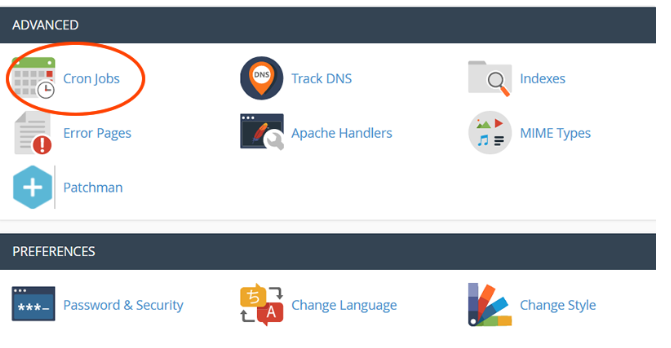 ADVANCED
Cron Jobs
DNS
Track DNS
Indexes
Error Pages
Apache Handlers
MIME Types
Patchman
PREFERENCES
***_
Password & Security
ち
A
Change Language
Change Style